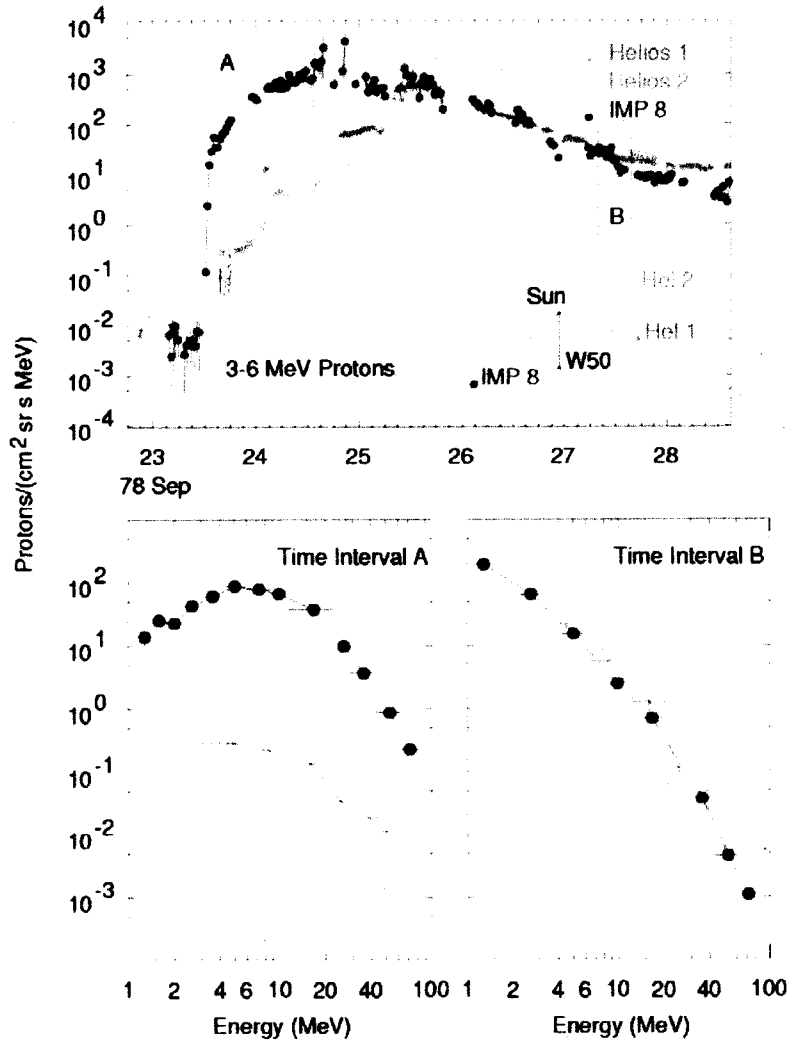 10^4
10^3
10^2
10^1
10^0
10^-1
10^-2
10^-3
10^-4
A
Helios 1
Helios 2
IMP 8
B
Hel 2
Sun
Hel 1
W50
IMP 8
3-6 MeV Protons
23 24 25 26 27 28
78 Sep
Protons/(cm^2 sr s MeV)
Time Interval A
Time Interval B
10^2
10^1
10^0
10^-1
10^-2
10^-3
1 2 4 6 10 20 40 100
1 2 4 6 10 20 40 100
Energy (MeV)
Energy (MeV)